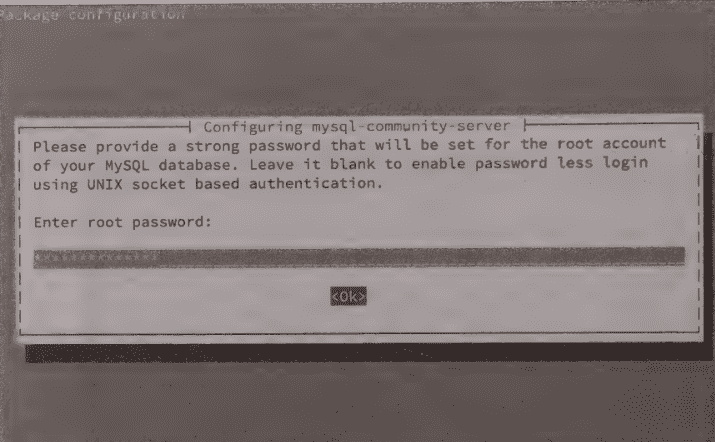 Package configuration
Configuring mysql-community-server
Please provide a strong password that will be set for the root account
of your MySQL database. Leave it blank to enable password less login
using UNIX socket based authentication.
Enter root password:
<Ok>